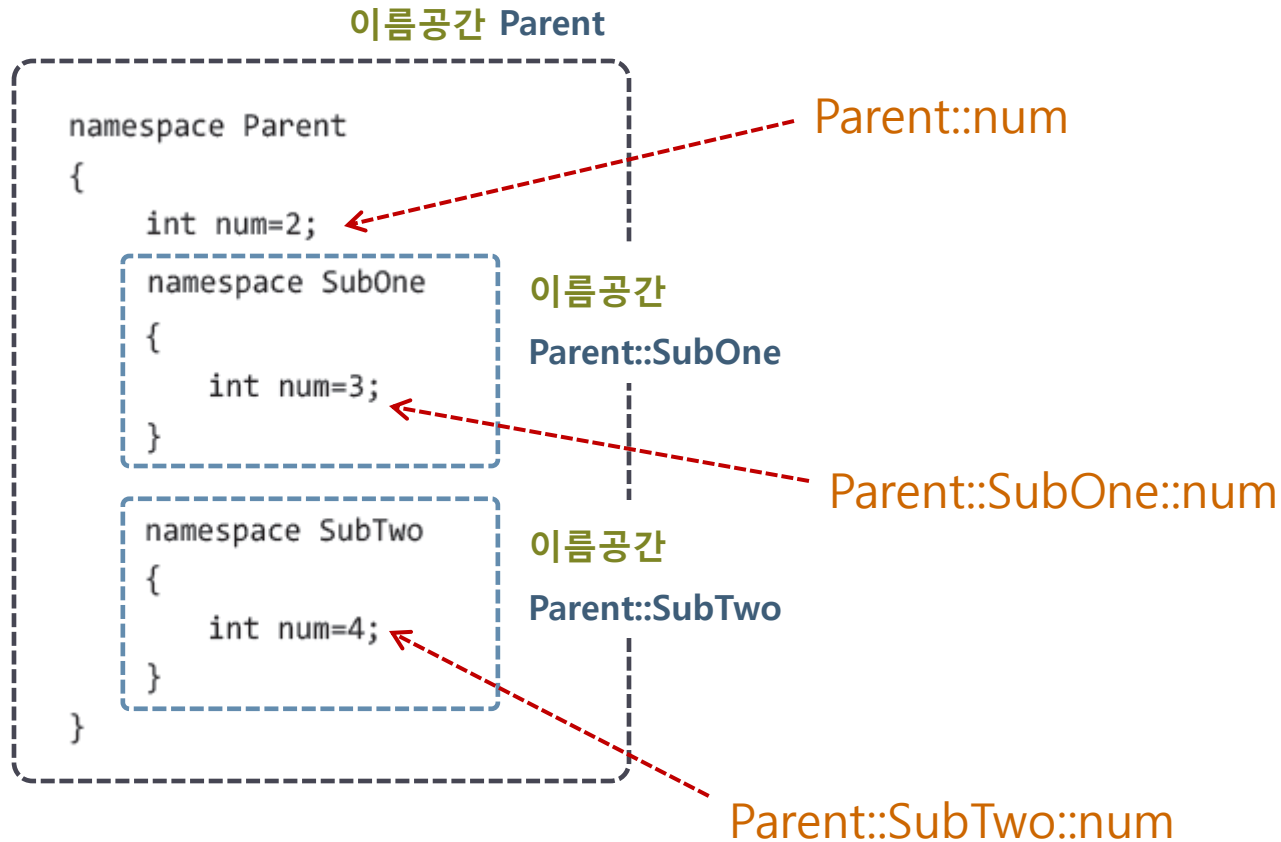 이름공간 Parent
namespace Parent
{
int num=2;
namespace SubOne
{
int num=3;
}
namespace SubTwo
{
int num=4;
}
}
Parent::num
이름공간
Parent::SubOne
Parent::SubOne::num
이름공간
Parent::SubTwo
Parent::SubTwo::num